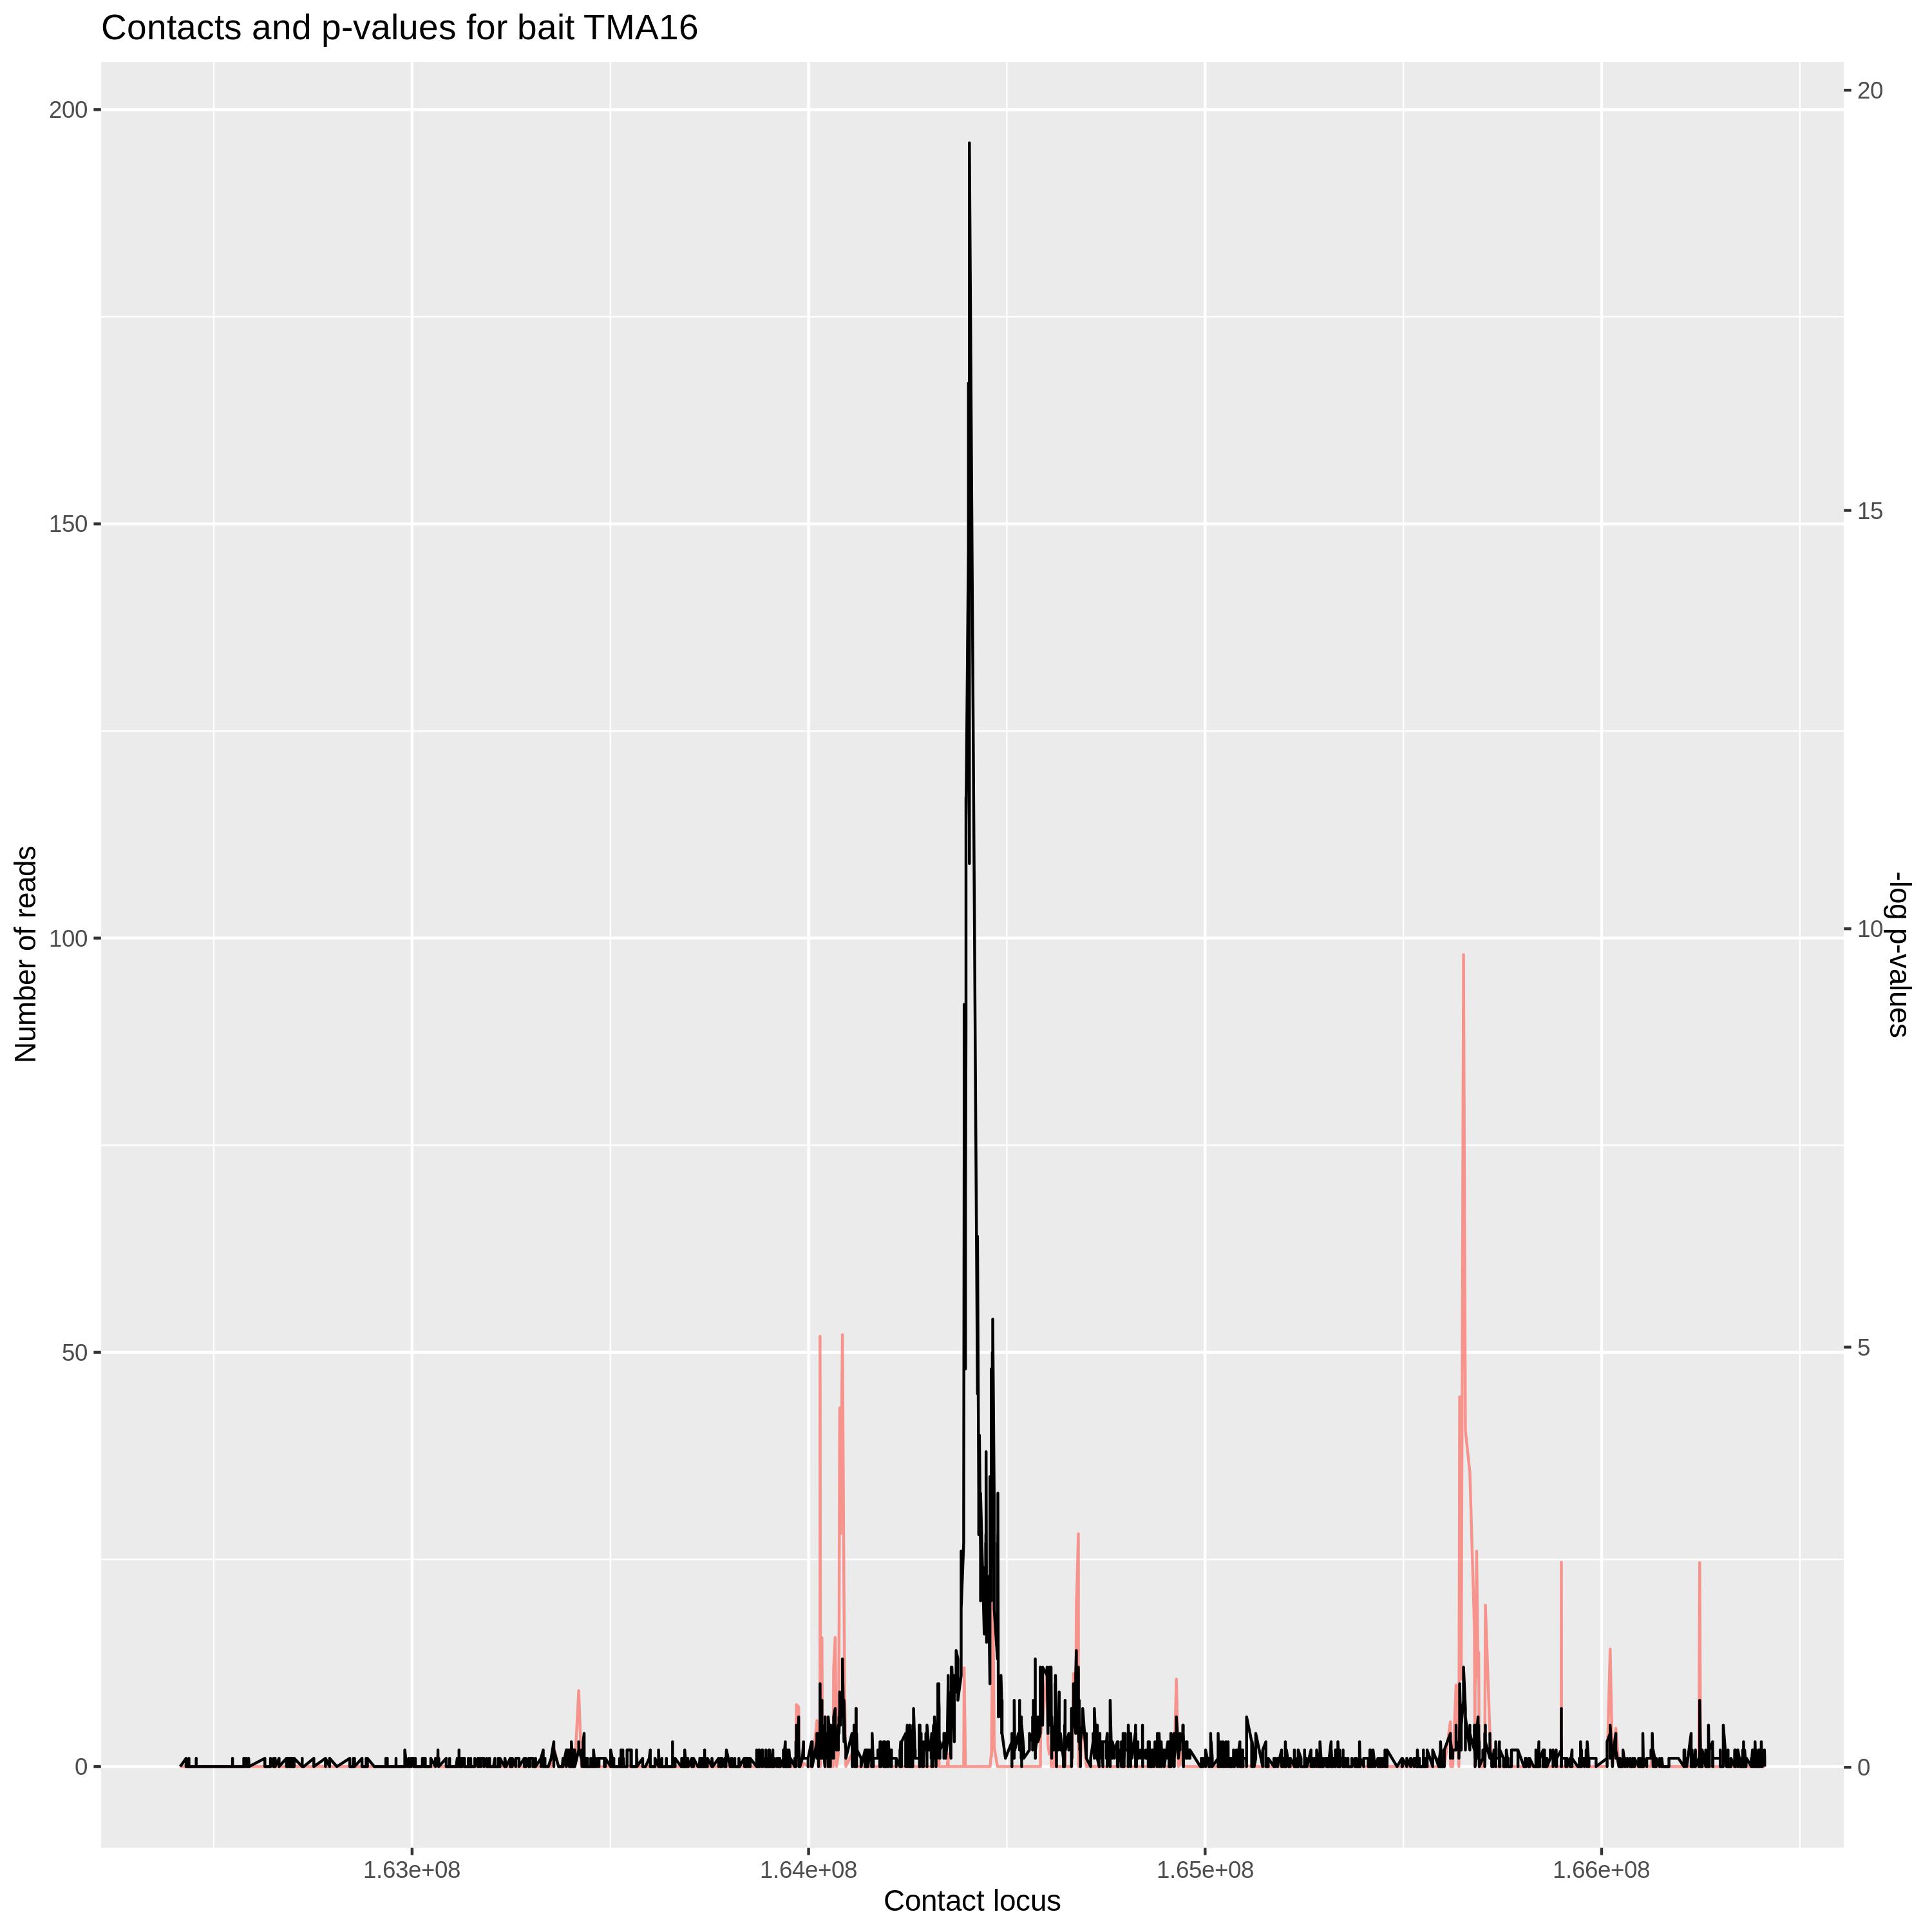 Contacts and p-values for bait TMA16
200
150
100
50
0
20
15
10
5
0
Number of reads
-log p-values
1.63e+08
1.64e+08
1.65e+08
1.66e+08
Contact locus